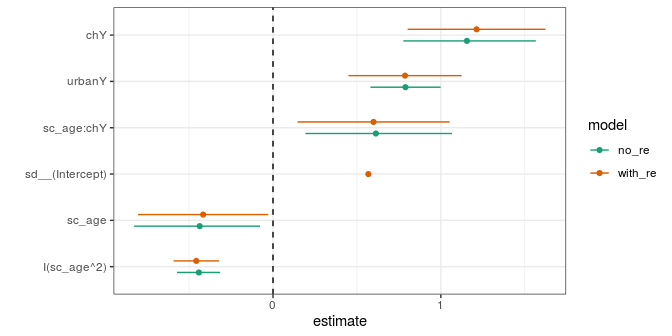 chY
urbanY
sc_age:chY
sd__(Intercept)
sc_age
I(sc_age^2)
0
1
estimate
model
no_re
with_re